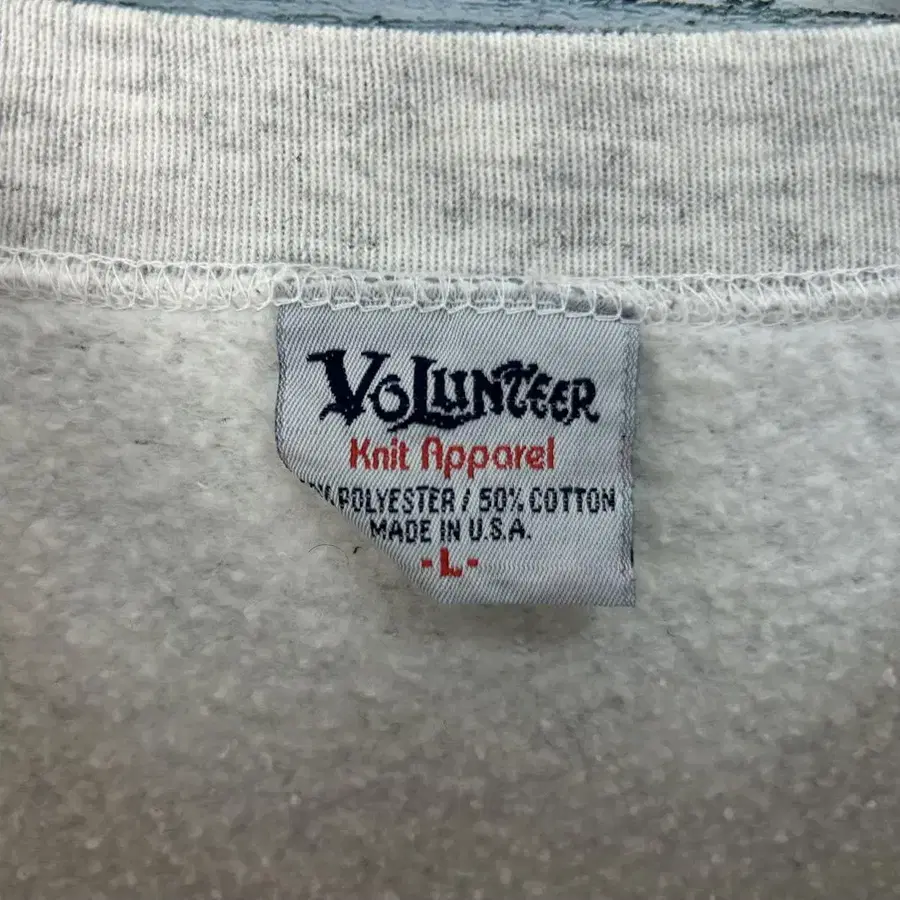 VOLUNTEER
Knit Apparel
POLYESTER / 50% COTTON
MADE IN U.S.A.
-L-